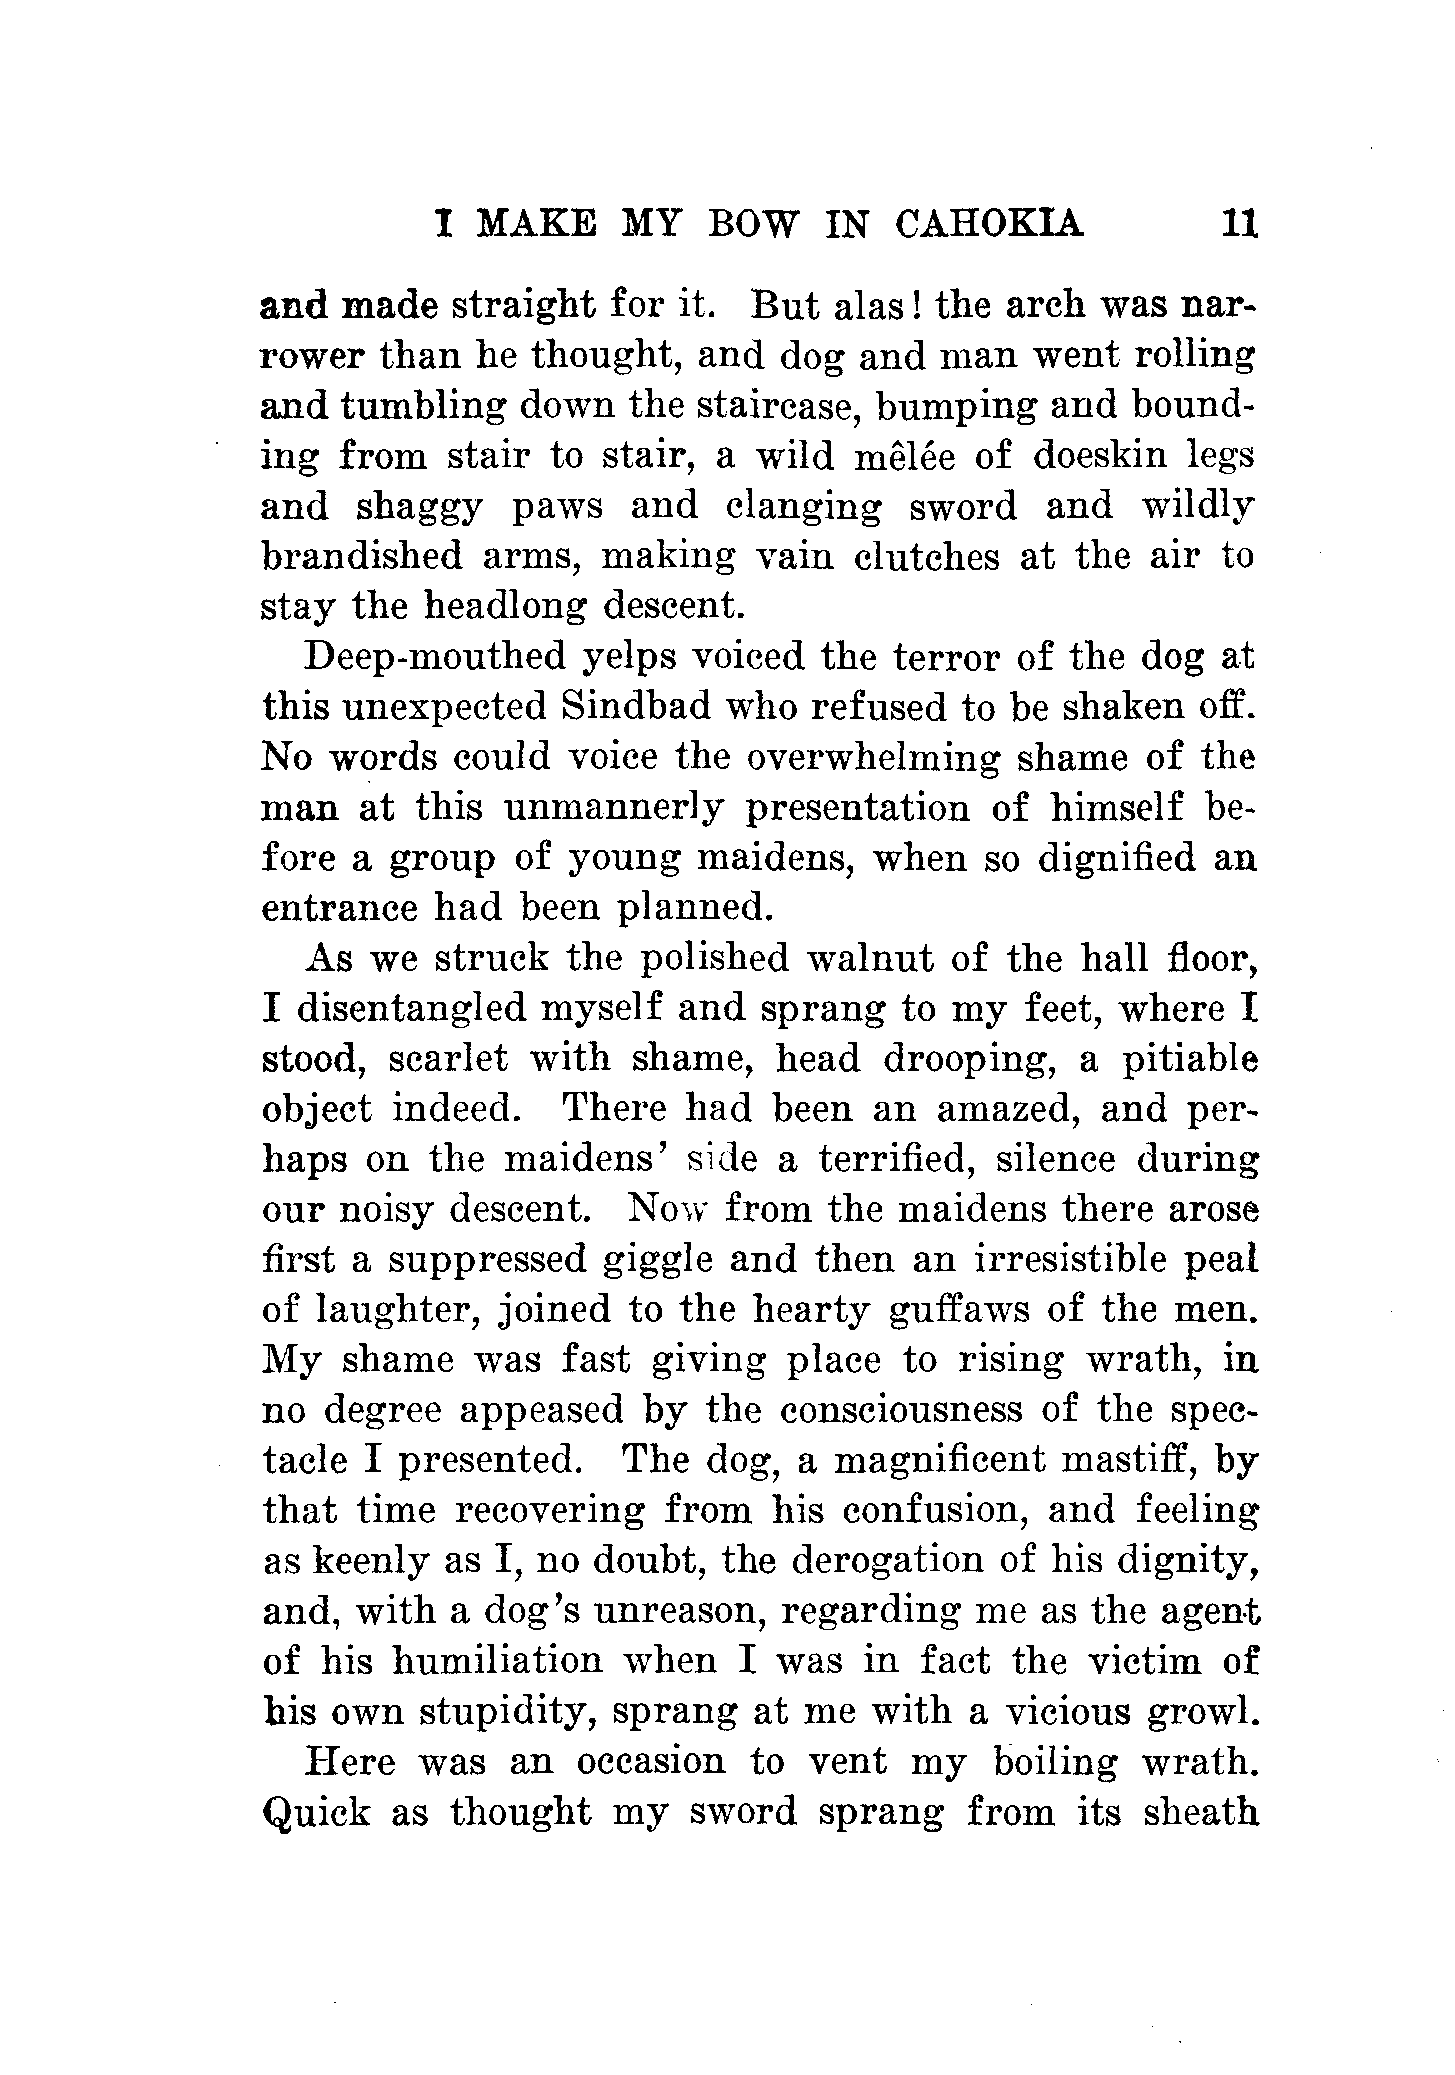 I MAKE MY BOW IN CAHOKIA 11
and made straight for it. But alas! the arch was nar-
rower than he thought, and dog and man went rolling
and tumbling down the staircase, bumping and bound-
ing from stair to stair, a wild mêlée of doeskin legs
and shaggy paws and clanging sword and wildly
brandished arms, making vain clutches at the air to
stay the headlong descent.
Deep-mouthed yelps voiced the terror of the dog at
this unexpected Sindbad who refused to be shaken off.
No words could voice the overwhelming shame of the
man at this unmannerly presentation of himself be-
fore a group of young maidens, when so dignified an
entrance had been planned.
As we struck the polished walnut of the hall floor,
I disentangled myself and sprang to my feet, where I
stood, scarlet with shame, head drooping, a pitiable
object indeed. There had been an amazed, and per-
haps on the maidens' side a terrified, silence during
our noisy descent. Now from the maidens there arose
first a suppressed giggle and then an irresistible peal
of laughter, joined to the hearty guffaws of the men.
My shame was fast giving place to rising wrath, in
no degree appeased by the consciousness of the spec-
tacle I presented. The dog, a magnificent mastiff, by
that time recovering from his confusion, and feeling
as keenly as I, no doubt, the derogation of his dignity,
and, with a dog's unreason, regarding me as the agent
of his humiliation when I was in fact the victim of
his own stupidity, sprang at me with a vicious growl.
Here was an occasion to vent my boiling wrath.
Quick as thought my sword sprang from its sheath